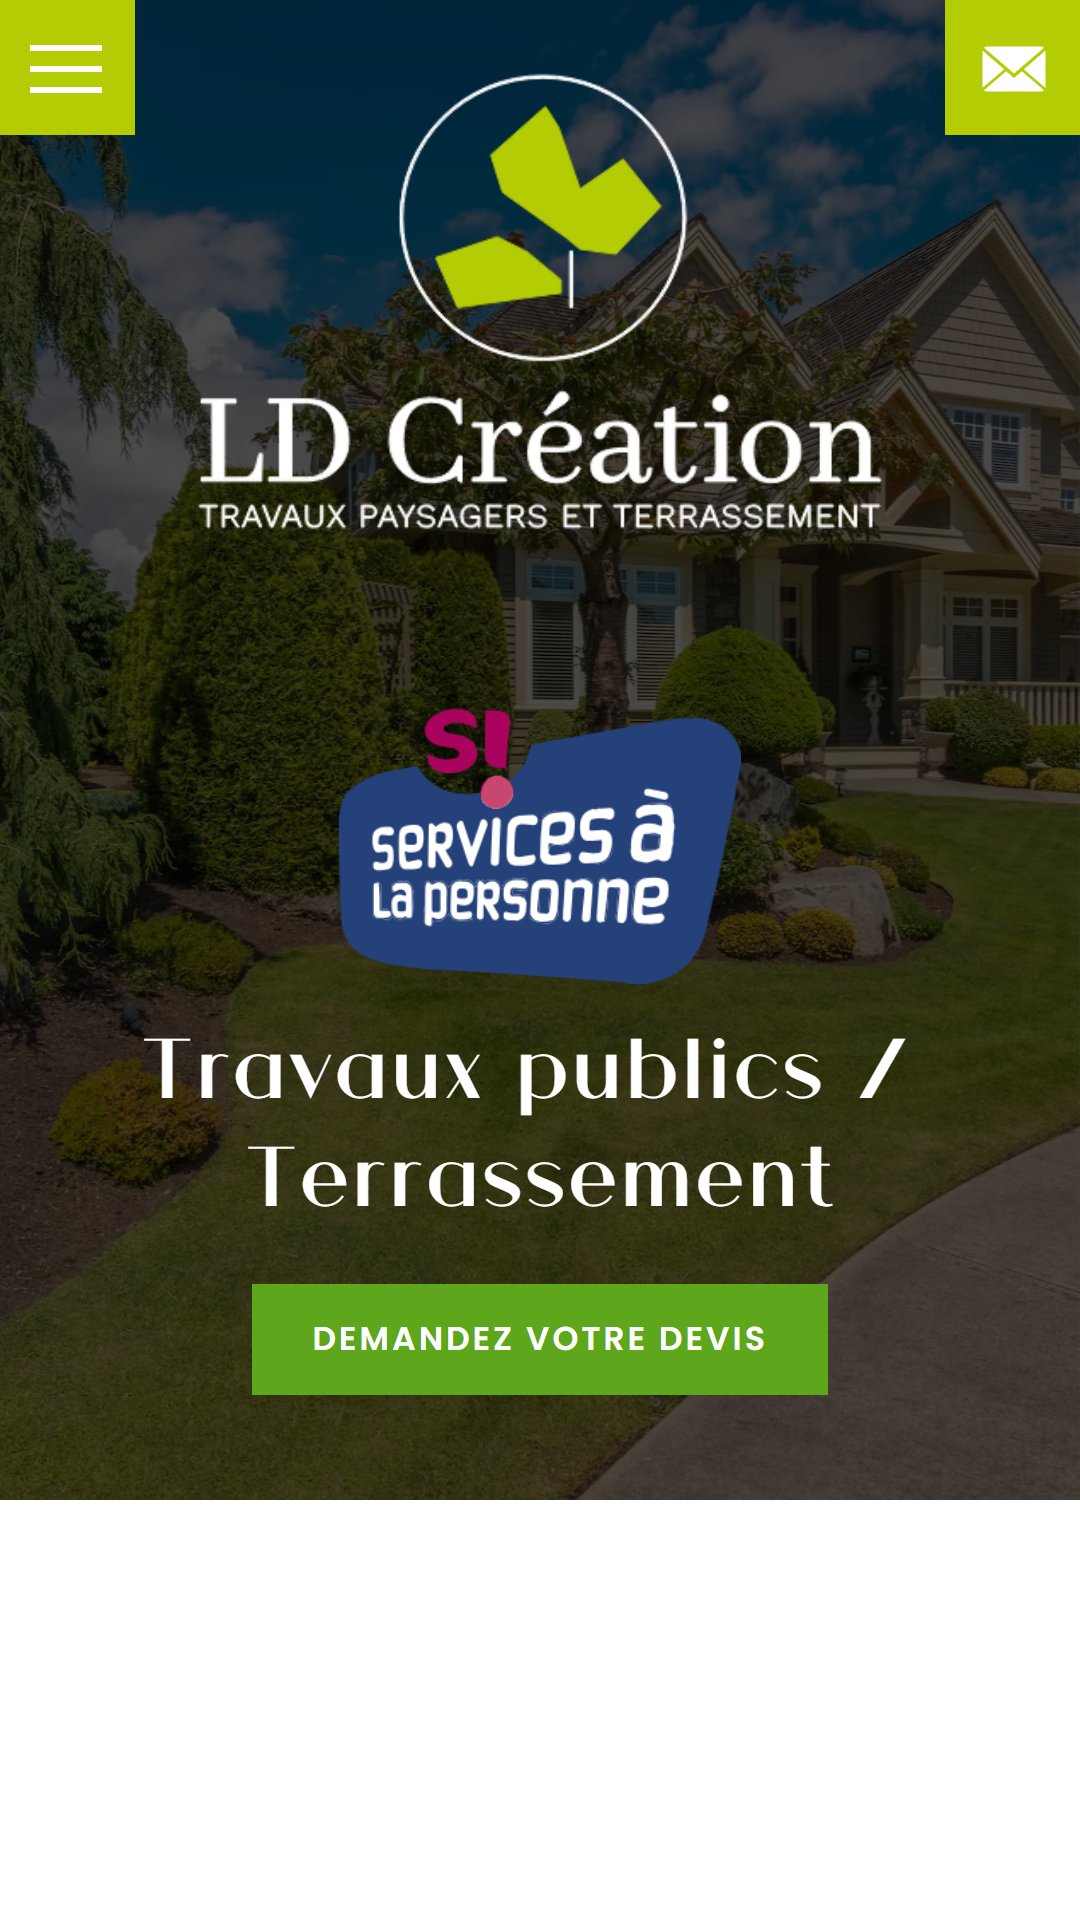 LD Création
TRAVAUX PAYSAGERS ET TERRASSEMENT
s!
services à
la personne
Travaux publics /
Terrassement
DEMANDEZ VOTRE DEVIS